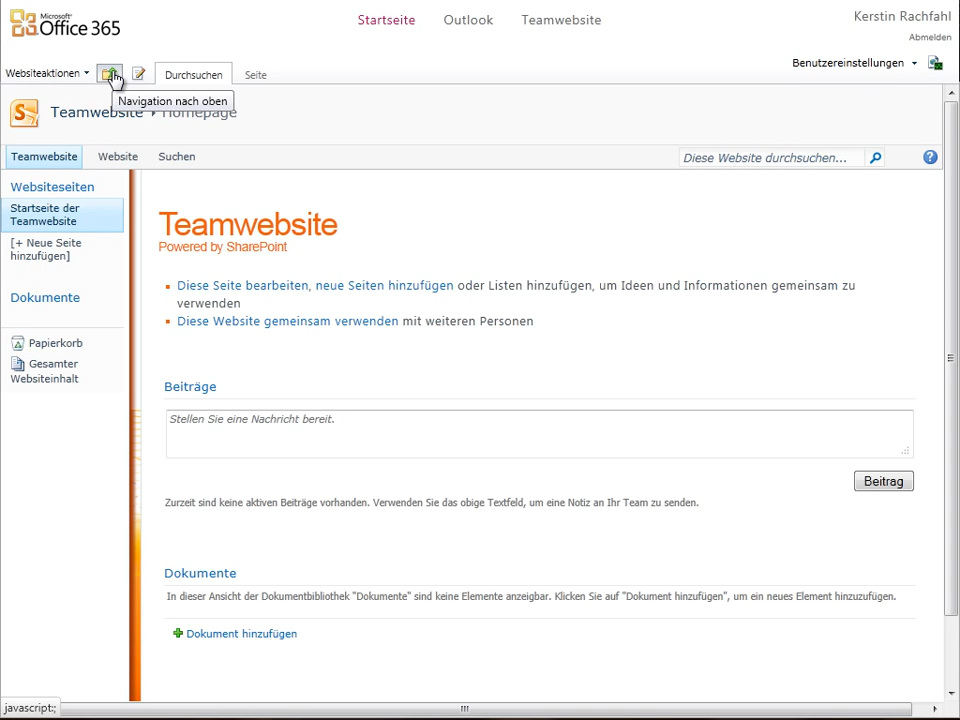 Microsoft®
Office 365
Startseite
Outlook
Teamwebsite
Kerstin Rachfahl
Abmelden
Websiteaktionen
Durchsuchen
Seite
Benutzereinstellungen
Navigation nach oben
Teamwebsite
Homepage
Teamwebsite
Website
Suchen
Diese Website durchsuchen...
Websiteseiten
Startseite der
Teamwebsite
[+ Neue Seite
hinzufügen]
Dokumente
Papierkorb
Gesamter
Websiteinhalt
Teamwebsite
Powered by SharePoint
Diese Seite bearbeiten, neue Seiten hinzufügen oder Listen hinzufügen, um Ideen und Informationen gemeinsam zu
verwenden
Diese Website gemeinsam verwenden mit weiteren Personen
Beiträge
Stellen Sie eine Nachricht bereit.
Beitrag
Zurzeit sind keine aktiven Beiträge vorhanden. Verwenden Sie das obige Textfeld, um eine Notiz an Ihr Team zu senden.
Dokumente
In dieser Ansicht der Dokumentbibliothek "Dokumente" sind keine Elemente anzeigbar. Klicken Sie auf "Dokument hinzufügen", um ein neues Element hinzuzufügen.
Dokument hinzufügen
javascript:;